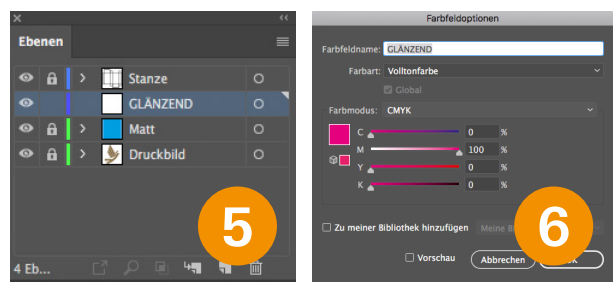 Ebenen
Stanze
GLÄNZEND
Matt
Druckbild
4 Eb...
5
Farbfeldoptionen
Farbfeldname: GLÄNZEND
Farbart: Volltonfarbe
Global
Farbmodus: CMYK
C 0 %
M 100 %
Y 0 %
K 0 %
Zu meiner Bibliothek hinzufügen
Vorschau Abbrechen
6